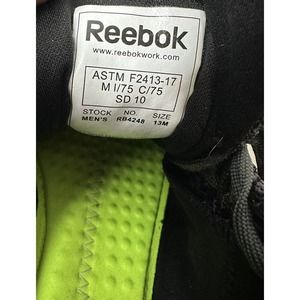 Reebok
www.reebokwork.com
ASTM F2413-17
M I/75 C/75
SD 10
STOCK NO. SIZE
MEN'S RB4248 13M